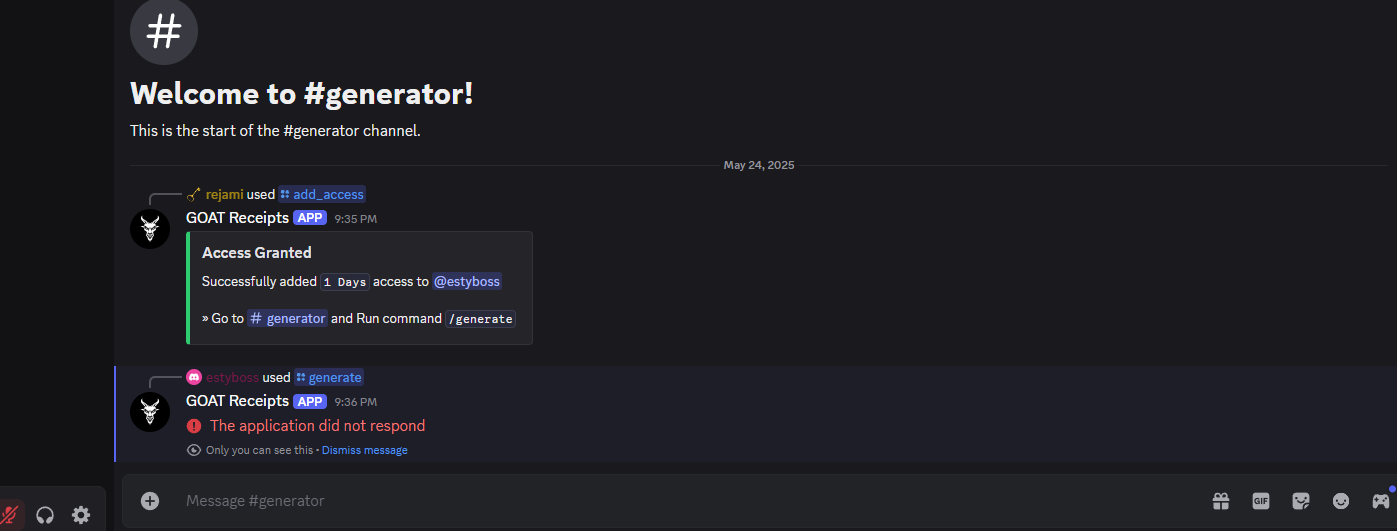 Welcome to #generator!
This is the start of the #generator channel.
May 24, 2025
rejami used add_access
GOAT Receipts APP 9:35 PM
Access Granted
Successfully added 1 Days access to @estyboss
» Go to # generator and Run command /generate
estyboss used generate
GOAT Receipts APP 9:36 PM
The application did not respond
Only you can see this • Dismiss message
Message #generator
GIF